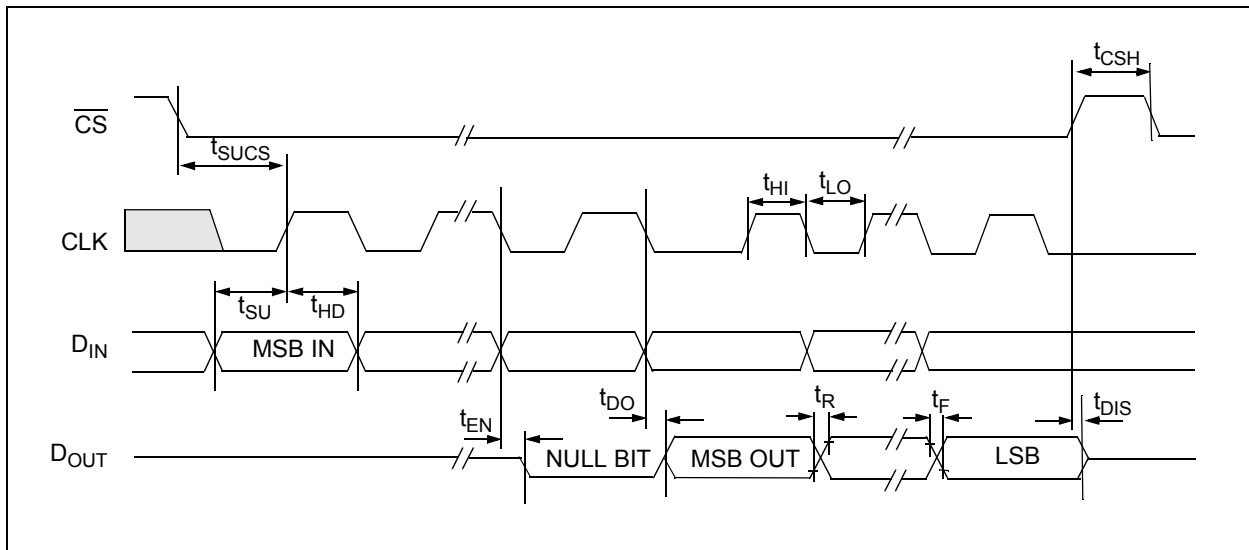 tCSH
CS
tSUCS
tHI
tLO
CLK
tSU
tHD
DIN
MSB IN
tEN
tDO
tR
tF
tDIS
DOUT
NULL BIT
MSB OUT
LSB